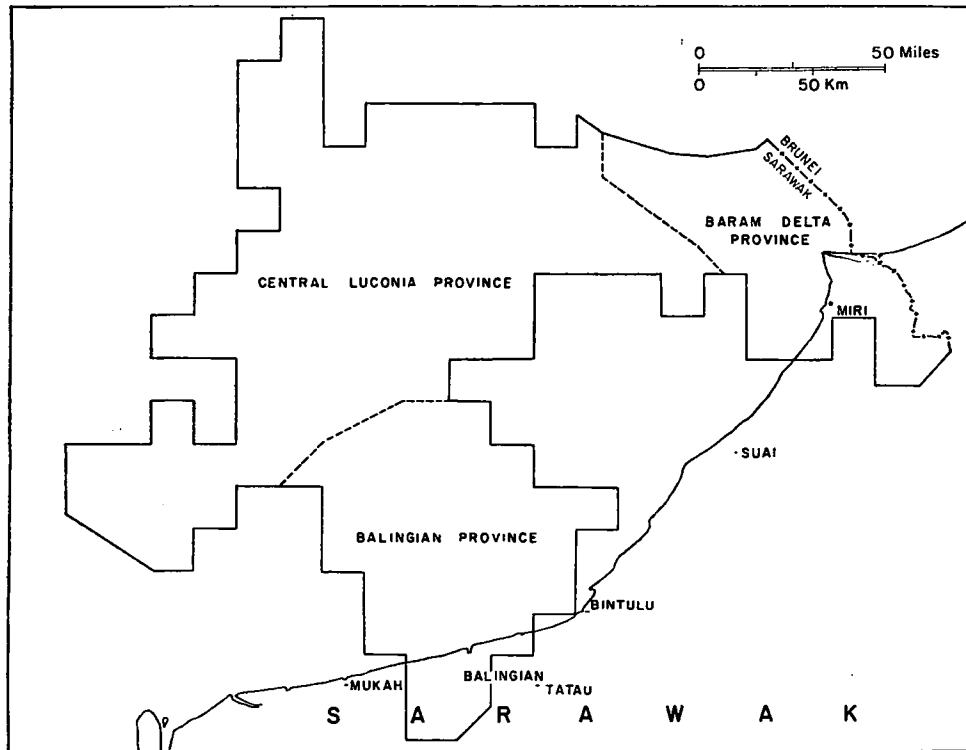 0 50 Miles
0 50 Km
BRUNEI
SARAWAK
BARAM DELTA
PROVINCE
CENTRAL LUCONIA PROVINCE
MIRI
SUAI
BALINGIAN PROVINCE
BINTULU
BALINGIAN
MUKAH
TATAU
S A R A W A K